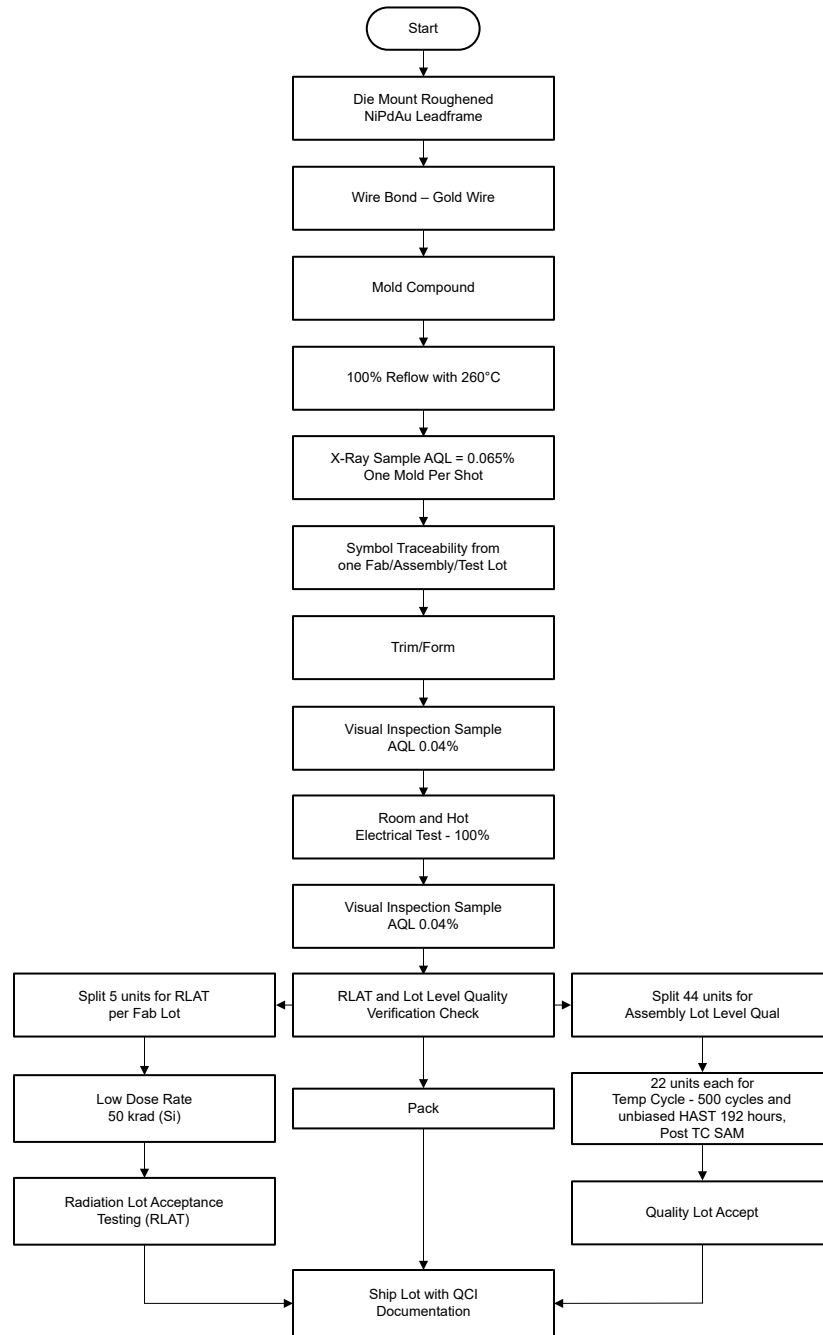 Start
Die Mount Roughened
NiPdAu Leadframe
Wire Bond – Gold Wire
Mold Compound
100% Reflow with 260°C
X-Ray Sample AQL = 0.065%
One Mold Per Shot
Symbol Traceability from
one Fab/Assembly/Test Lot
Trim/Form
Visual Inspection Sample
AQL 0.04%
Room and Hot
Electrical Test - 100%
Visual Inspection Sample
AQL 0.04%
Split 5 units for RLAT
per Fab Lot
RLAT and Lot Level Quality
Verification Check
Split 44 units for
Assembly Lot Level Qual
Low Dose Rate
50 krad (Si)
Pack
22 units each for
Temp Cycle - 500 cycles and
unbiased HAST 192 hours,
Post TC SAM
Radiation Lot Acceptance
Testing (RLAT)
Quality Lot Accept
Ship Lot with QCI
Documentation